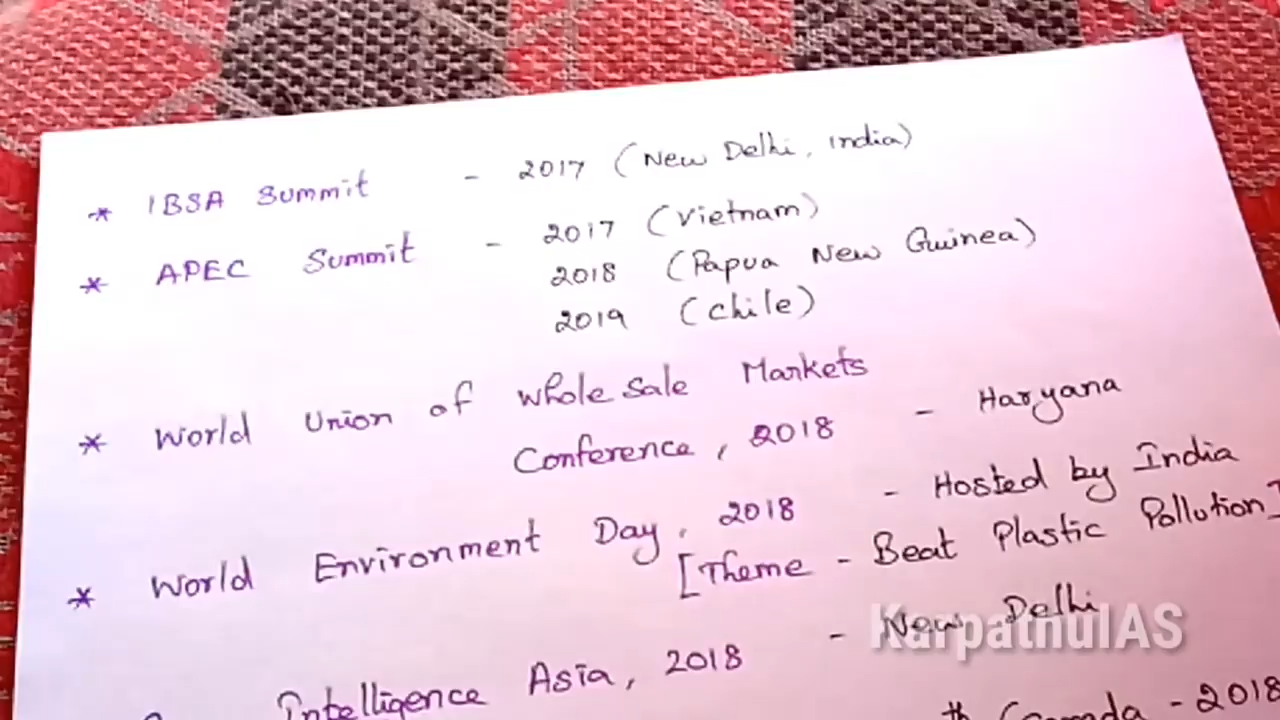 * IBSA Summit - 2017 (New Delhi, India)
* APEC Summit - 2017 (Vietnam)
2018 (Papua New Guinea)
2019 (Chile)
* World Union of Whole Sale Markets
Conference, 2018 - Haryana
* World Environment Day, 2018 - Hosted by India
[Theme - Beat Plastic Pollution]
Intelligence Asia, 2018 - New Delhi
KarpathuIAS
th - 2018